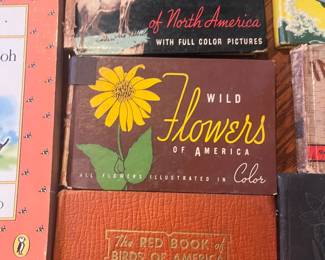 of North America
WITH FULL COLOR PICTURES
oh
WILD
Flowers
OF AMERICA
ALL FLOWERS ILLUSTRATED IN Color
The RED BOOK of
BIRDS OF AMERICA